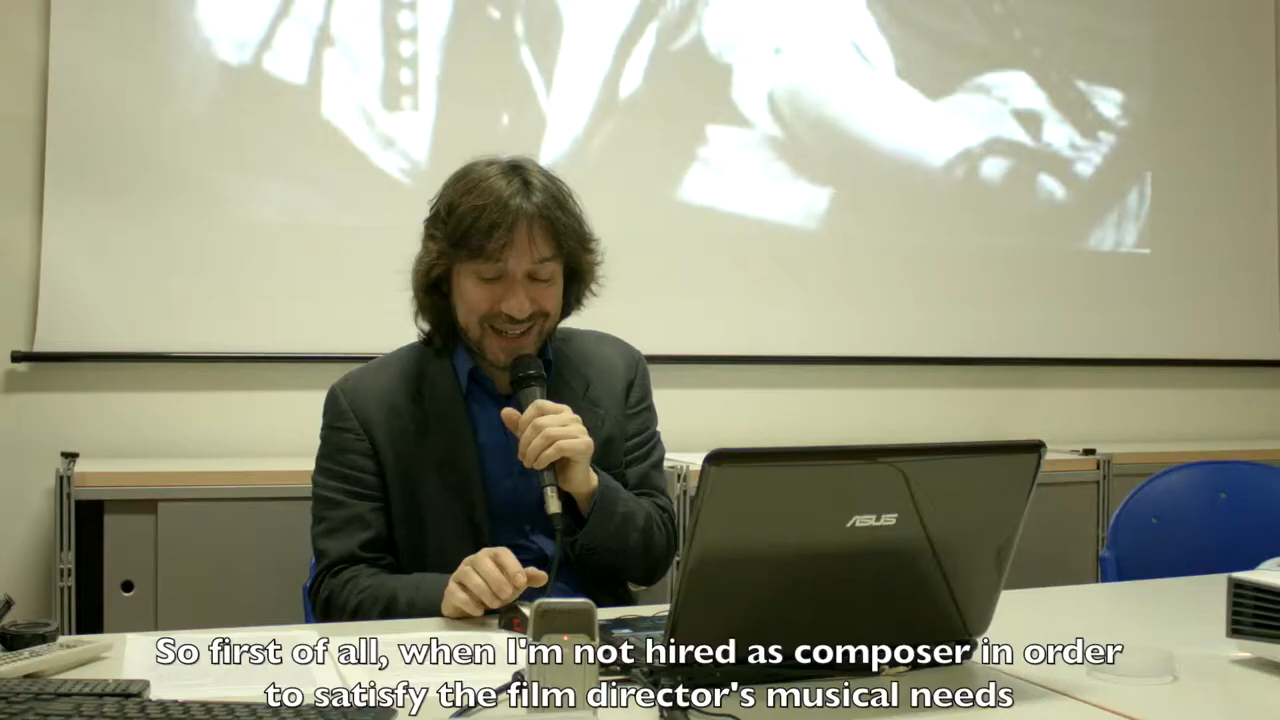 ASUS
So first of all, when I'm not hired as composer in order
to satisfy the film director's musical needs